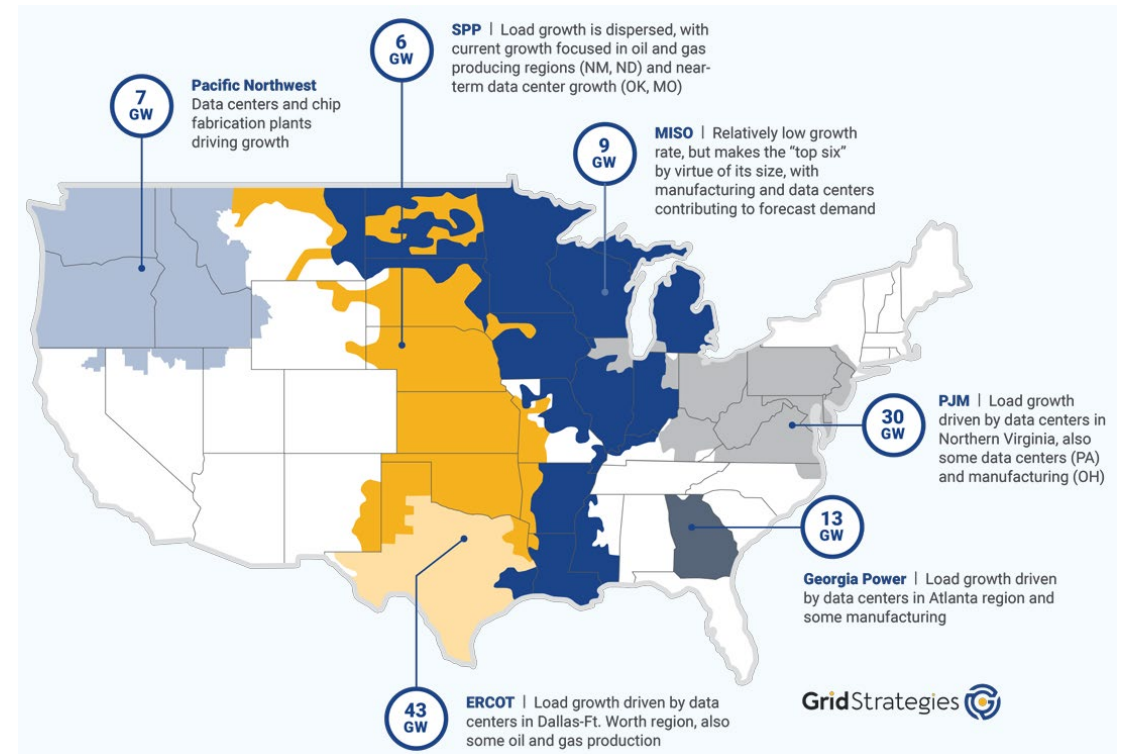 6
GW
SPP | Load growth is dispersed, with
current growth focused in oil and gas
producing regions (NM, ND) and near-
term data center growth (OK, MO)
7
GW
Pacific Northwest
Data centers and chip
fabrication plants
driving growth
9
GW
MISO | Relatively low growth
rate, but makes the “top six”
by virtue of its size, with
manufacturing and data centers
contributing to forecast demand
30
GW
PJM | Load growth
driven by data centers in
Northern Virginia, also
some data centers (PA)
and manufacturing (OH)
13
GW
Georgia Power | Load growth driven
by data centers in Atlanta region and
some manufacturing
43
GW
ERCOT | Load growth driven by data
centers in Dallas-Ft. Worth region, also
some oil and gas production
GridStrategies